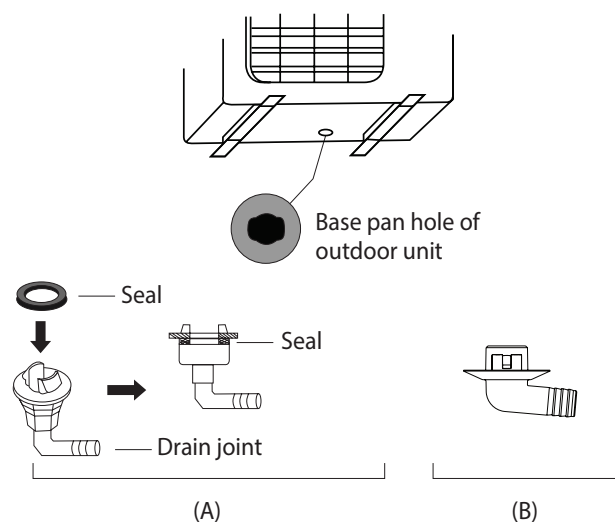 Base pan hole of
outdoor unit
Seal
Seal
Drain joint
(A)
(B)